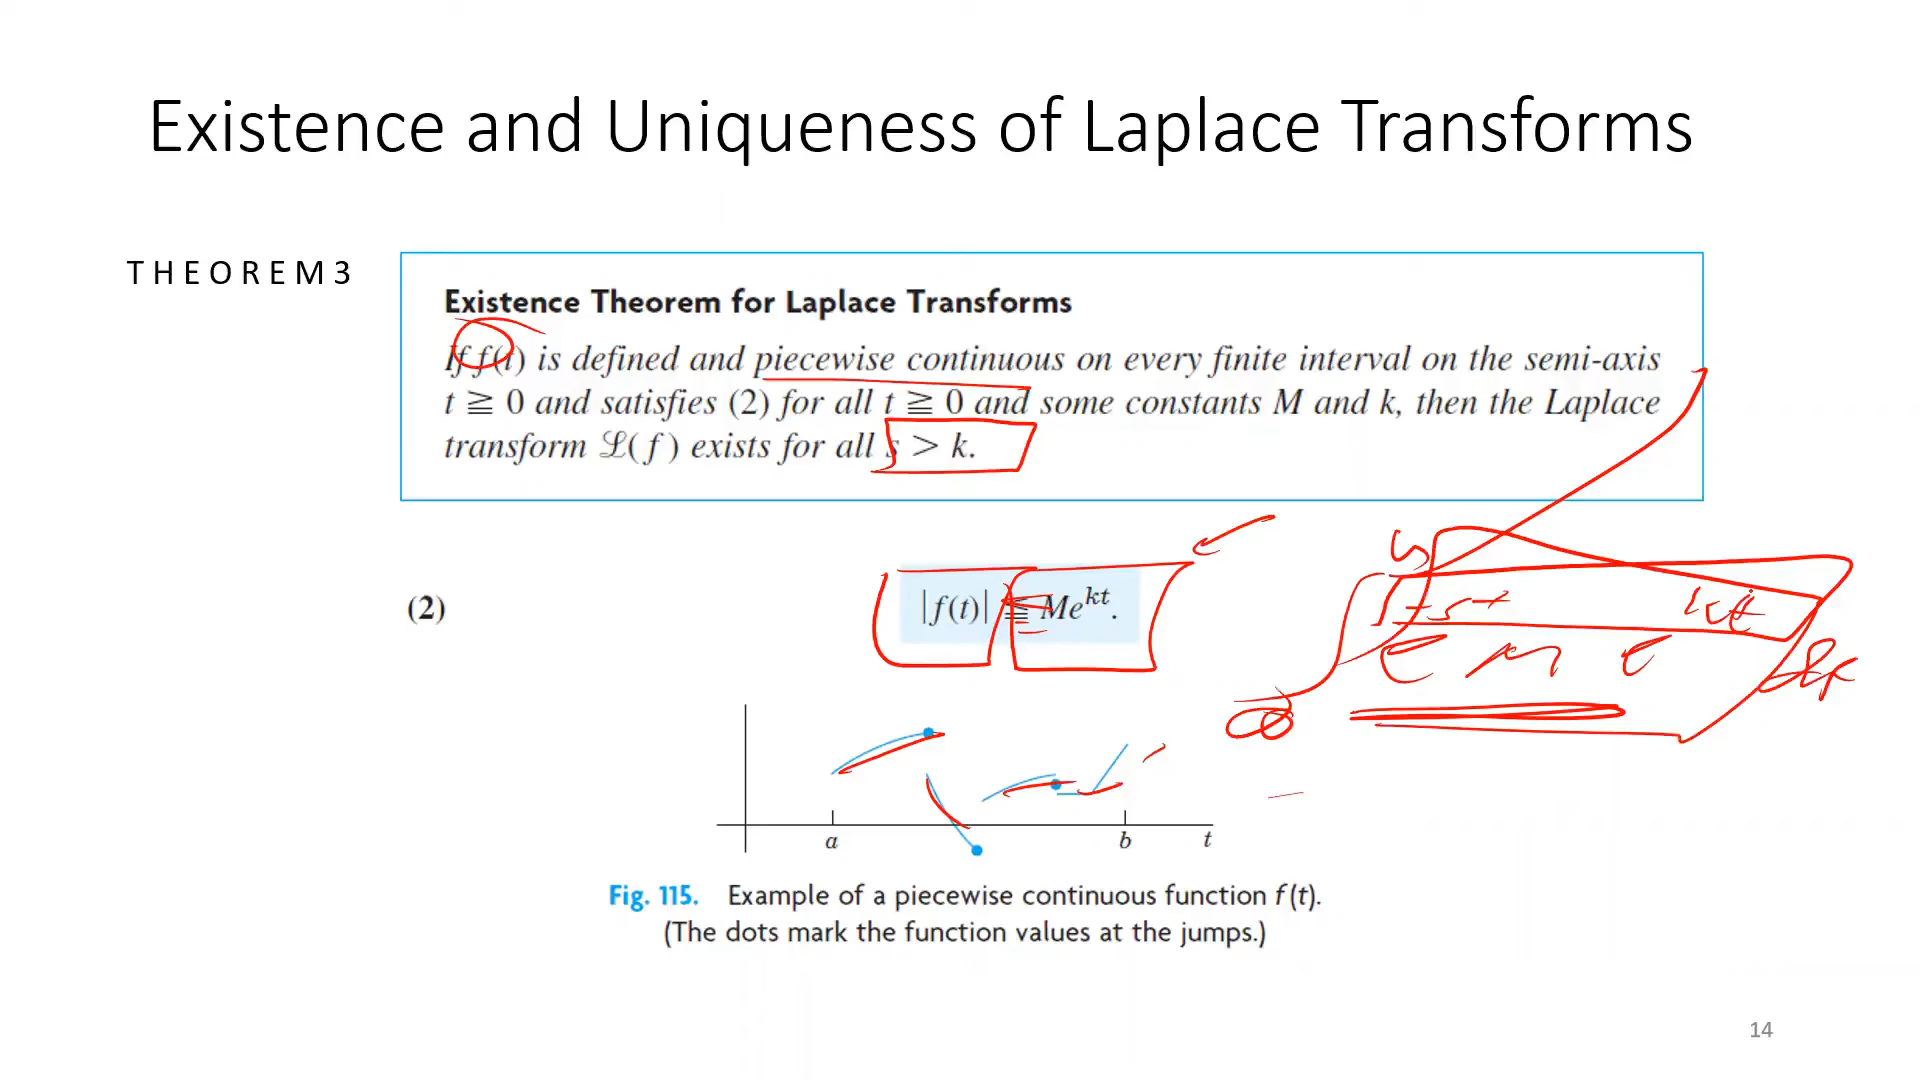 Existence and Uniqueness of Laplace Transforms
THEOREM3
Existence Theorem for Laplace Transforms
If f(t) is defined and piecewise continuous on every finite interval on the semi-axis
t ≧ 0 and satisfies (2) for all t ≧ 0 and some constants M and k, then the Laplace
transform ℒ(f) exists for all s > k.
(2) |f(t)| ≦ Me^kt.
-st kt
e M e
a b t
Fig. 115. Example of a piecewise continuous function f(t).
(The dots mark the function values at the jumps.)
14